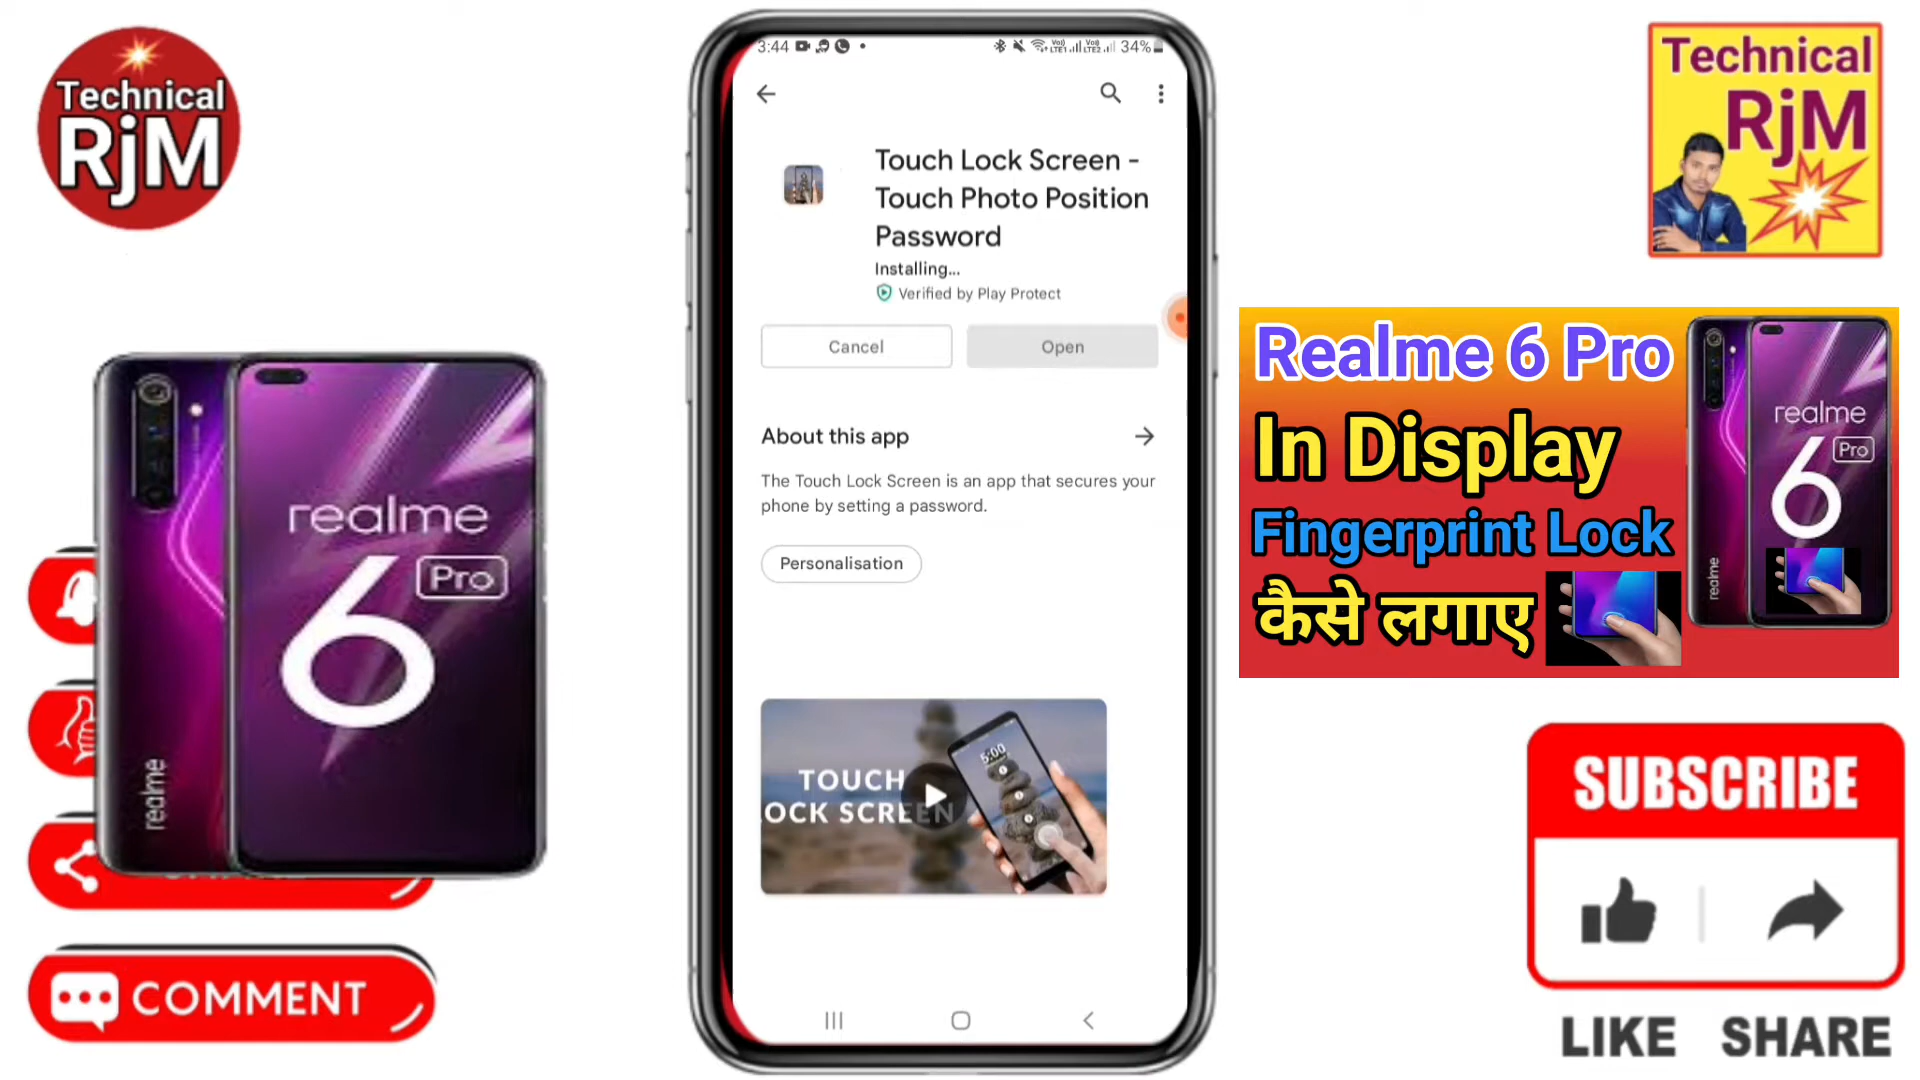 Technical
RjM
realme
6 Pro
realme
COMMENT
3:44
34%
Touch Lock Screen -
Touch Photo Position
Password
Installing...
Verified by Play Protect
Cancel
Open
About this app
The Touch Lock Screen is an app that secures your
phone by setting a password.
Personalisation
5:00
TOUCH
LOCK SCREEN
Technical
RjM
Realme 6 Pro
In Display
Fingerprint Lock
कैसे लगाए
realme
6 Pro
realme
SUBSCRIBE
LIKE SHARE